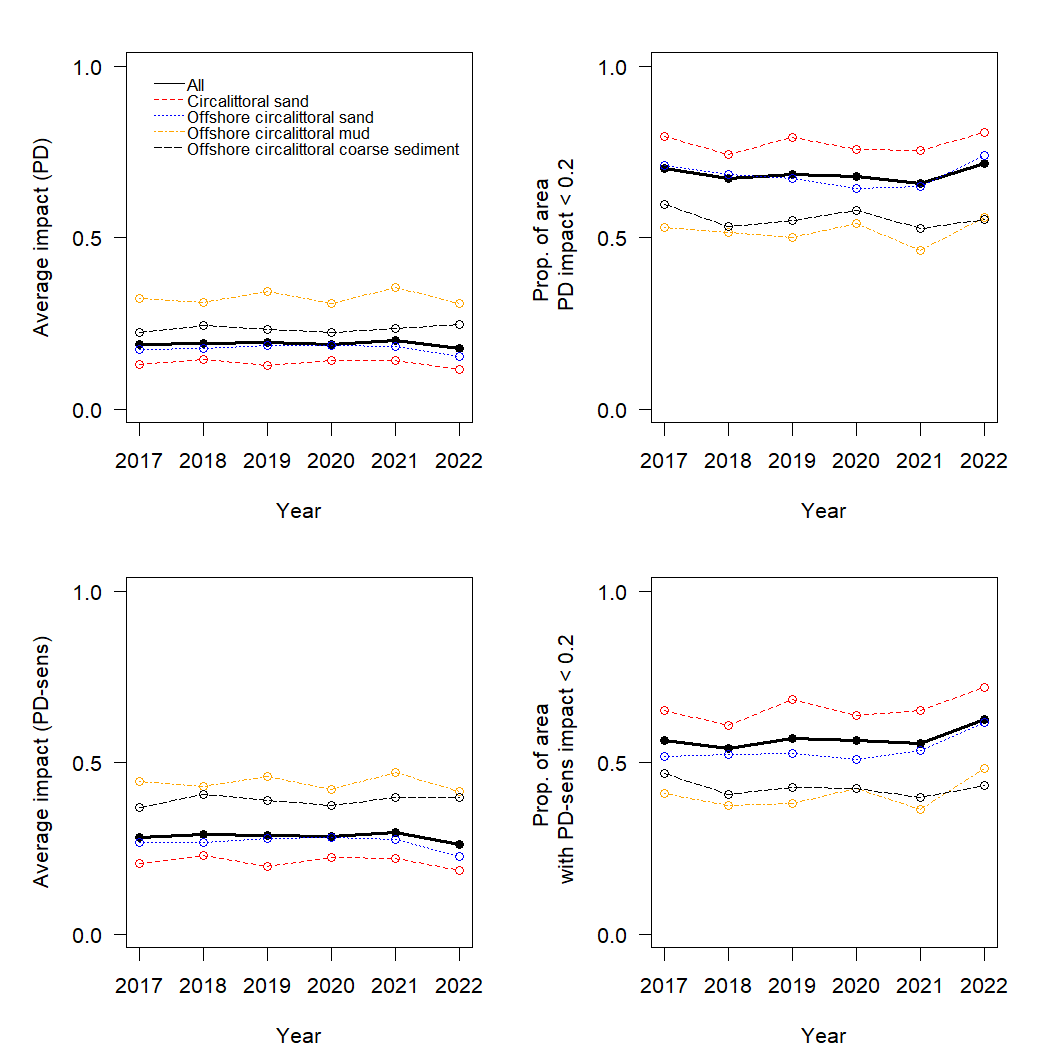 Average impact (PD)
1.0
0.5
0.0
All
Circalittoral sand
Offshore circalittoral sand
Offshore circalittoral mud
Offshore circalittoral coarse sediment
2017 2018 2019 2020 2021 2022
Year
Prop. of area
PD impact < 0.2
1.0
0.5
0.0
2017 2018 2019 2020 2021 2022
Year
Average impact (PD-sens)
1.0
0.5
0.0
2017 2018 2019 2020 2021 2022
Year
Prop. of area
with PD-sens impact < 0.2
1.0
0.5
0.0
2017 2018 2019 2020 2021 2022
Year